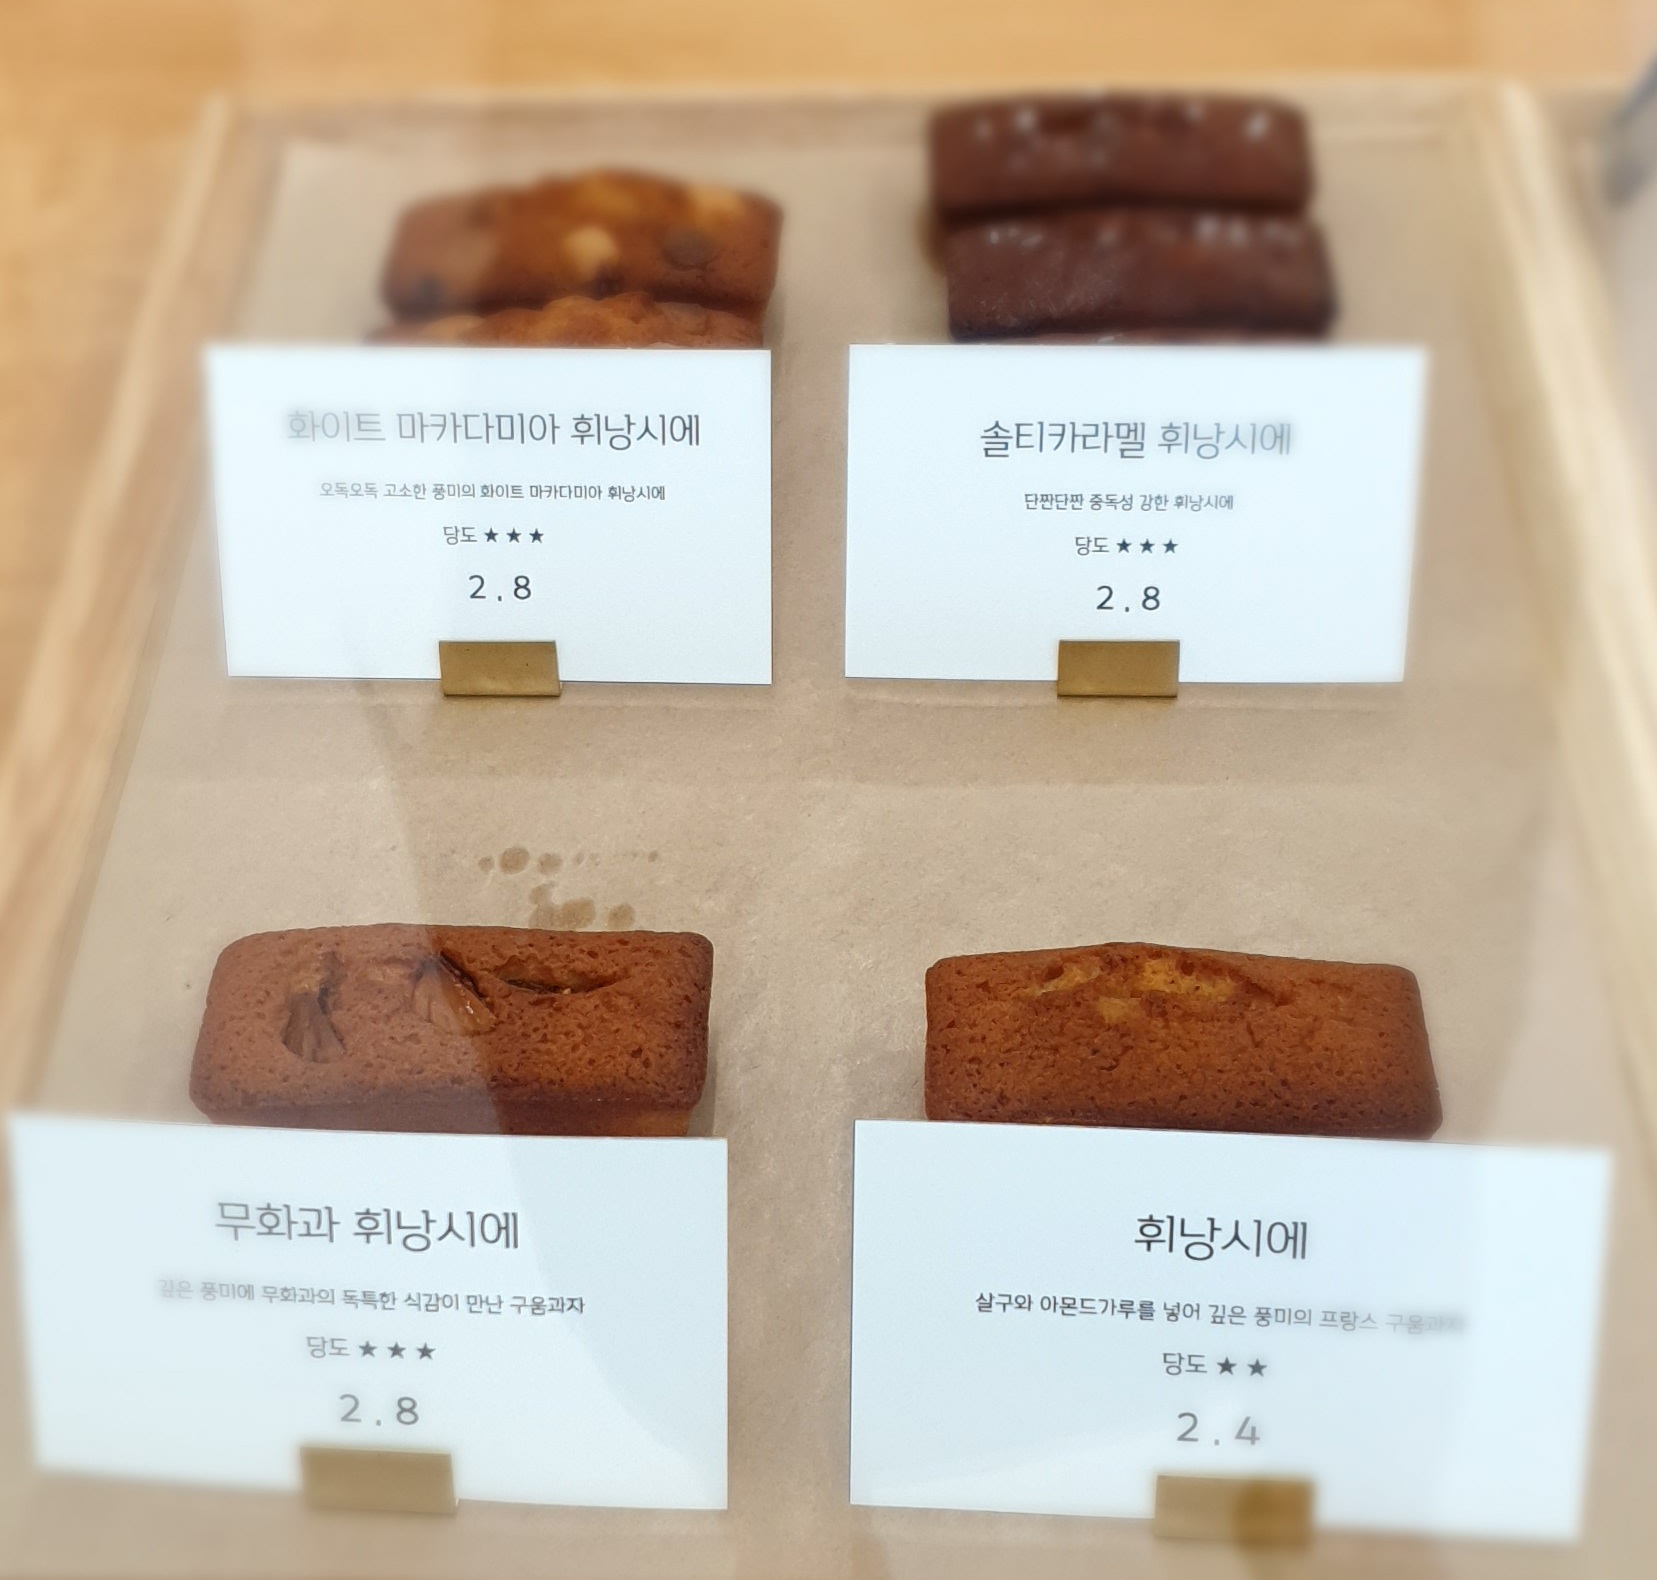 화이트 마카다미아 휘낭시에
오독오독 고소한 풍미의 화이트 마카다미아 휘낭시에
당도 ★★★
2.8
솔티카라멜 휘낭시에
단짠단짠 중독성 강한 휘낭시에
당도 ★★★
2.8
무화과 휘낭시에
깊은 풍미에 무화과의 독특한 식감이 만난 구움과자
당도 ★★★
2.8
휘낭시에
살구와 아몬드가루를 넣어 깊은 풍미의 프랑스 구움과자
당도 ★★
2.4